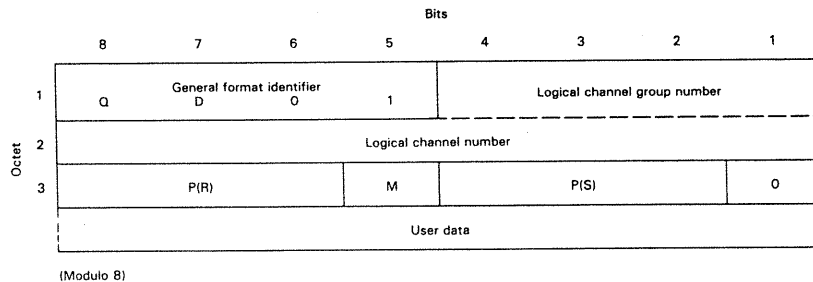 Bits
8 7 6 5 4 3 2 1
Octet
1
General format identifier
Q D 0 1
Logical channel group number
2
Logical channel number
3
P(R) M P(S) 0
User data
(Modulo 8)